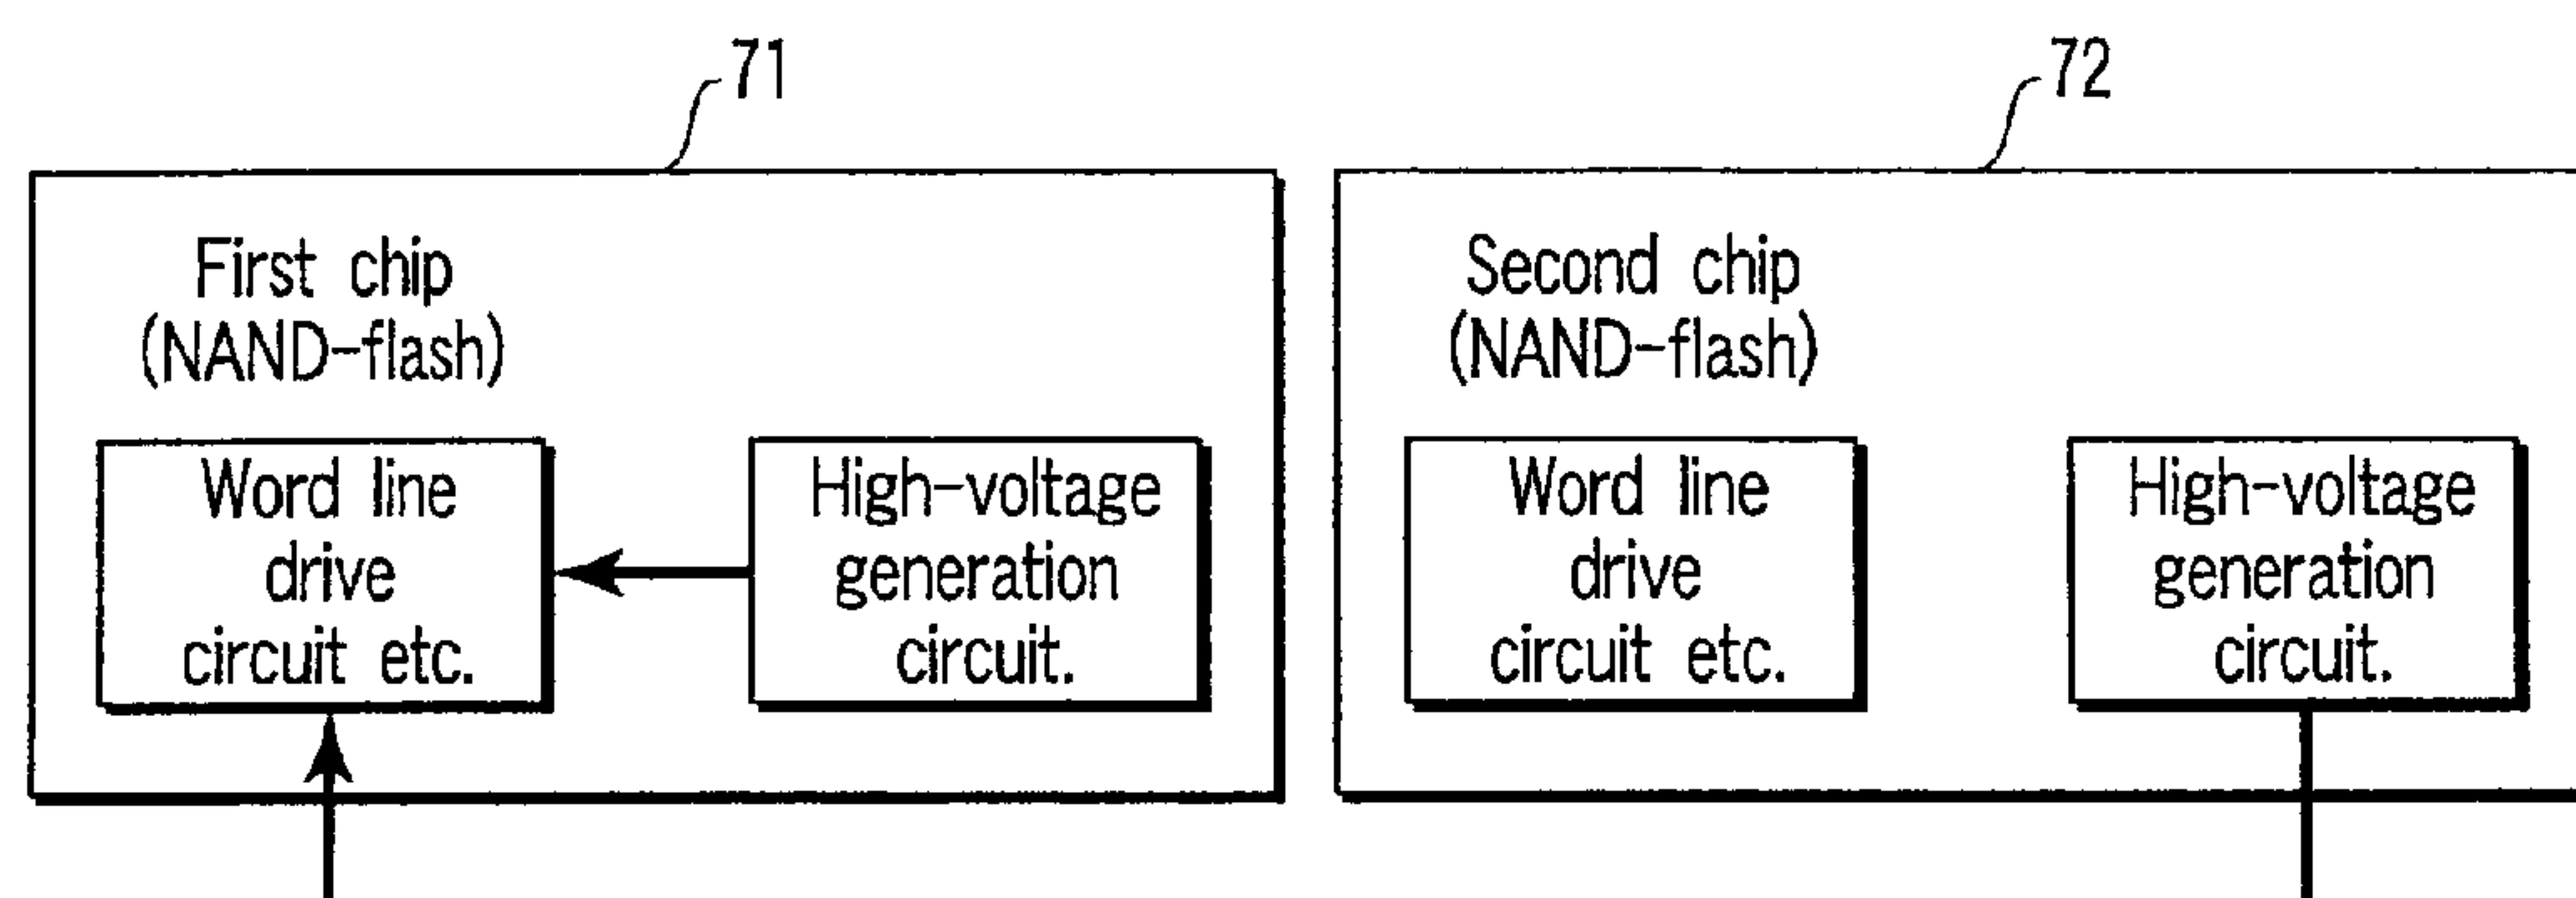 71
72
First chip
(NAND-flash)
Word line
drive
circuit etc.
High-voltage
generation
circuit.
Second chip
(NAND-flash)
Word line
drive
circuit etc.
High-voltage
generation
circuit.